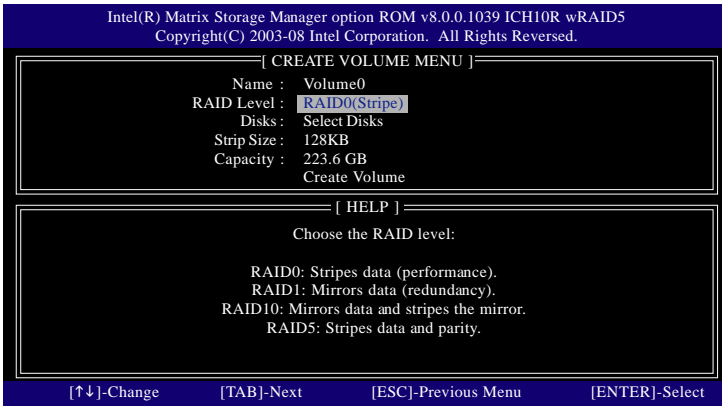 Intel(R) Matrix Storage Manager option ROM v8.0.0.1039 ICH10R wRAID5
Copyright(C) 2003-08 Intel Corporation. All Rights Reversed.
[ CREATE VOLUME MENU ]
Name : Volume0
RAID Level : RAID0(Stripe)
Disks : Select Disks
Strip Size : 128KB
Capacity : 223.6 GB
Create Volume
[ HELP ]
Choose the RAID level:
RAID0: Stripes data (performance).
RAID1: Mirrors data (redundancy).
RAID10: Mirrors data and stripes the mirror.
RAID5: Stripes data and parity.
[↑↓]-Change [TAB]-Next [ESC]-Previous Menu [ENTER]-Select